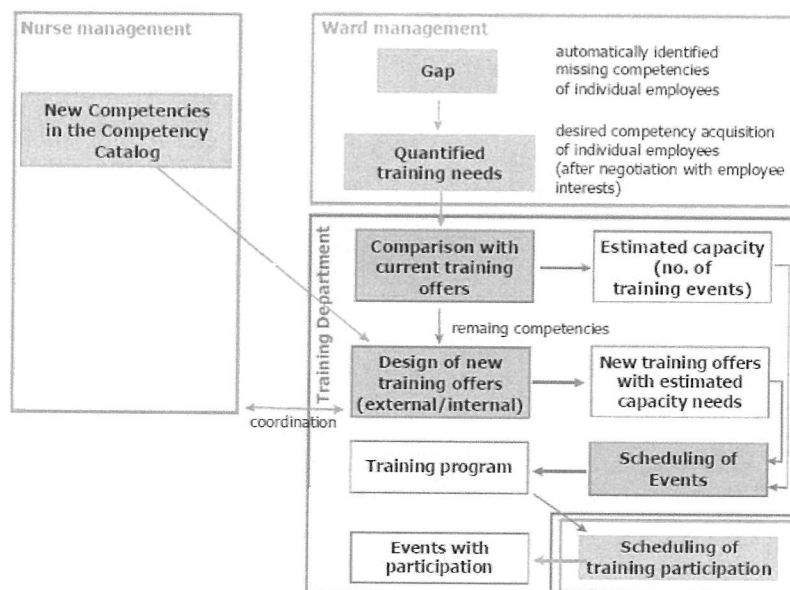 Nurse management
New Competencies
in the Competency
Catalog
Ward management
Gap
automatically identified
missing competencies
of individual employees
Quantified
training needs
desired competency acquisition
of individual employees
(after negotiation with employee
interests)
Training Department
Comparison with
current training
offers
Estimated capacity
(no. of
training events)
remaing competencies
Design of new
training offers
(external/internal)
New training offers
with estimated
capacity needs
coordination
Training program
Scheduling of
Events
Events with
participation
Scheduling of
training participation